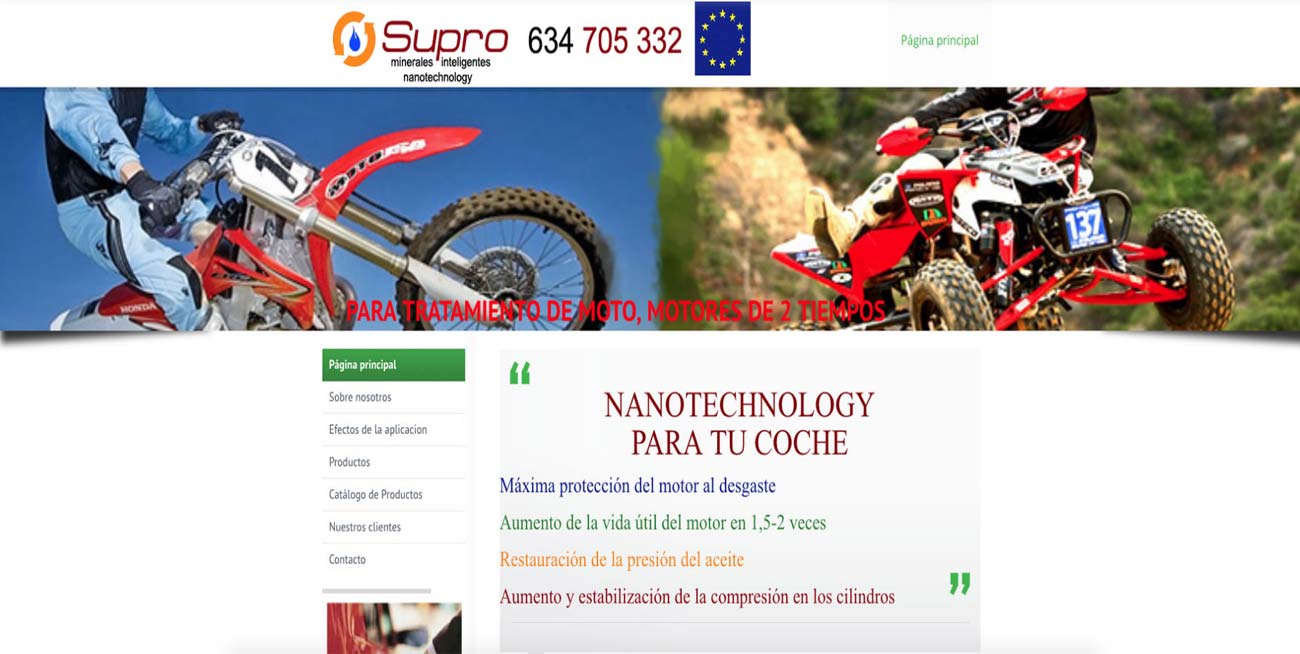 Supro
minerales inteligentes
nanotechnology
634 705 332
Página principal
1
HONDA
137
PARA TRATAMIENTO DE MOTO, MOTORES DE 2 TIEMPOS
Página principal
Sobre nosotros
Efectos de la aplicacion
Productos
Catálogo de Productos
Nuestros clientes
Contacto
“
NANOTECHNOLOGY
PARA TU COCHE
Máxima protección del motor al desgaste
Aumento de la vida útil del motor en 1,5-2 veces
Restauración de la presión del aceite
Aumento y estabilización de la compresión en los cilindros
”